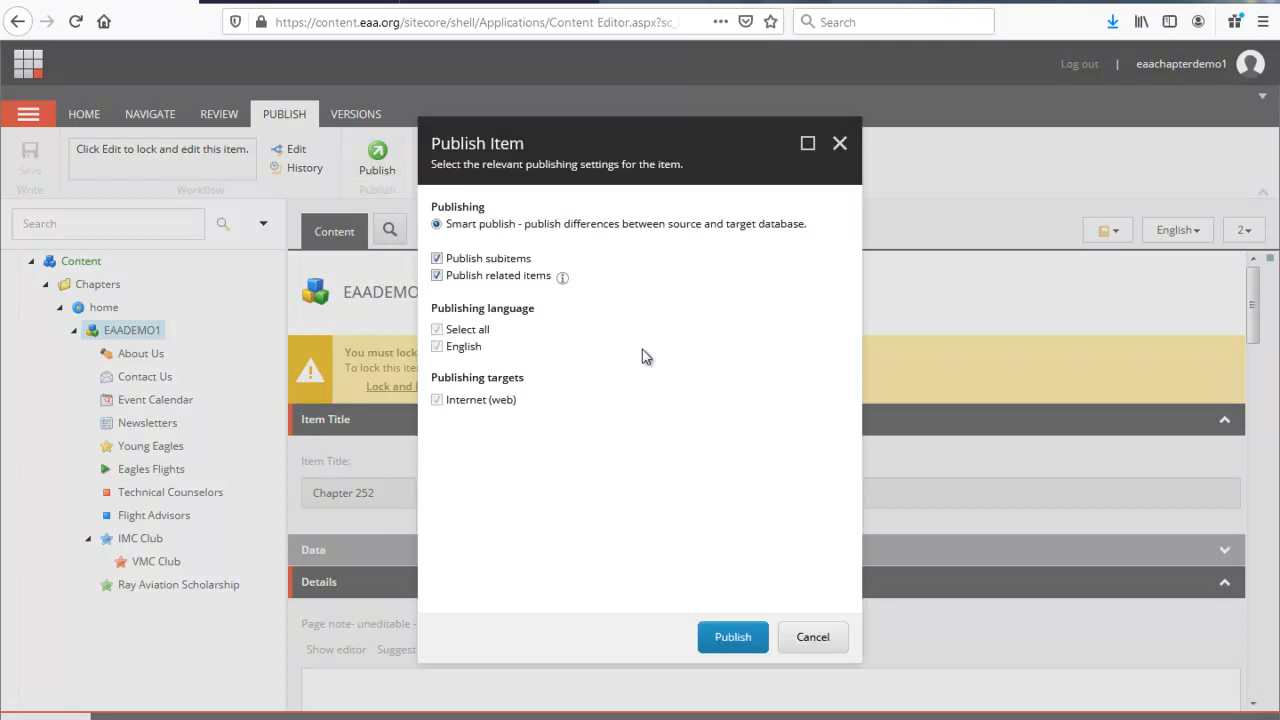 https://content.eaa.org/sitecore/shell/Applications/Content Editor.aspx?sc_
Search
Log out | eaachapterdemo1
HOME NAVIGATE REVIEW PUBLISH VERSIONS
Save
Write
Click Edit to lock and edit this item.
Edit
History
Workflow
Publish
Publish
Search
Content
English
2
Content
Chapters
home
EAADEMO1
About Us
Contact Us
Event Calendar
Newsletters
Young Eagles
Eagles Flights
Technical Counselors
Flight Advisors
IMC Club
VMC Club
Ray Aviation Scholarship
EAADEMO
You must lock
To lock this ite
Lock and
Item Title
Item Title:
Chapter 252
Data
Details
Page note- uneditable -
Show editor Suggest
Publish Item
Select the relevant publishing settings for the item.
Publishing
Smart publish - publish differences between source and target database.
Publish subitems
Publish related items
Publishing language
Select all
English
Publishing targets
Internet (web)
Publish
Cancel